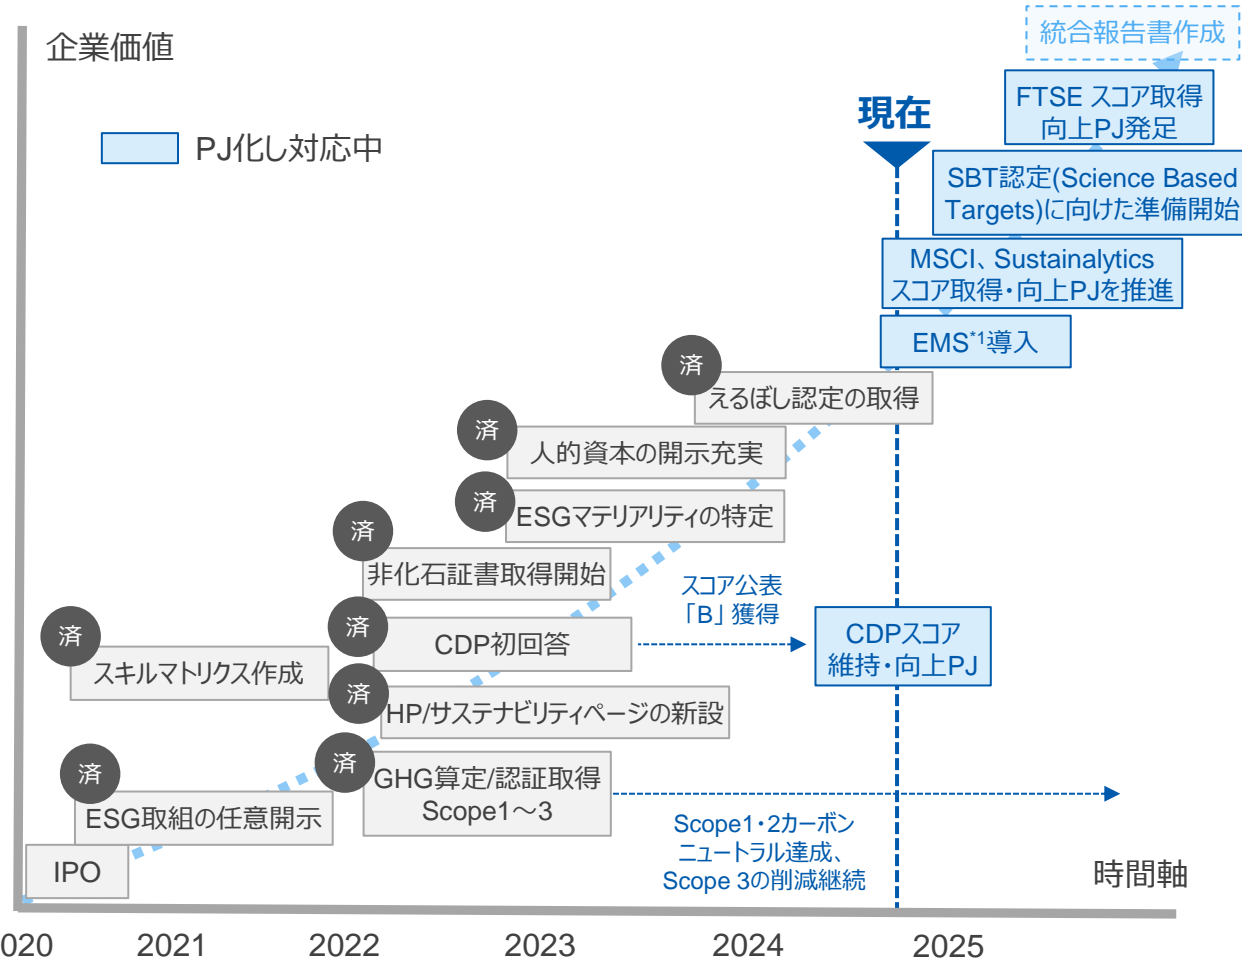 企業価値
PJ化し対応中
現在
統合報告書作成
FTSE スコア取得
向上PJ発足
SBT認定(Science Based
Targets)に向けた準備開始
MSCI、Sustainalytics
スコア取得・向上PJを推進
EMS*1導入
済
えるぼし認定の取得
済
人的資本の開示充実
済
ESGマテリアリティの特定
済
非化石証書取得開始
済
CDP初回答
スコア公表
「B」獲得
CDPスコア
維持・向上PJ
済
スキルマトリクス作成
済
HP/サステナビリティページの新設
済
GHG算定/認証取得
Scope1～3
Scope1・2カーボン
ニュートラル達成、
Scope 3の削減継続
済
ESG取組の任意開示
IPO
時間軸
020 2021 2022 2023 2024 2025